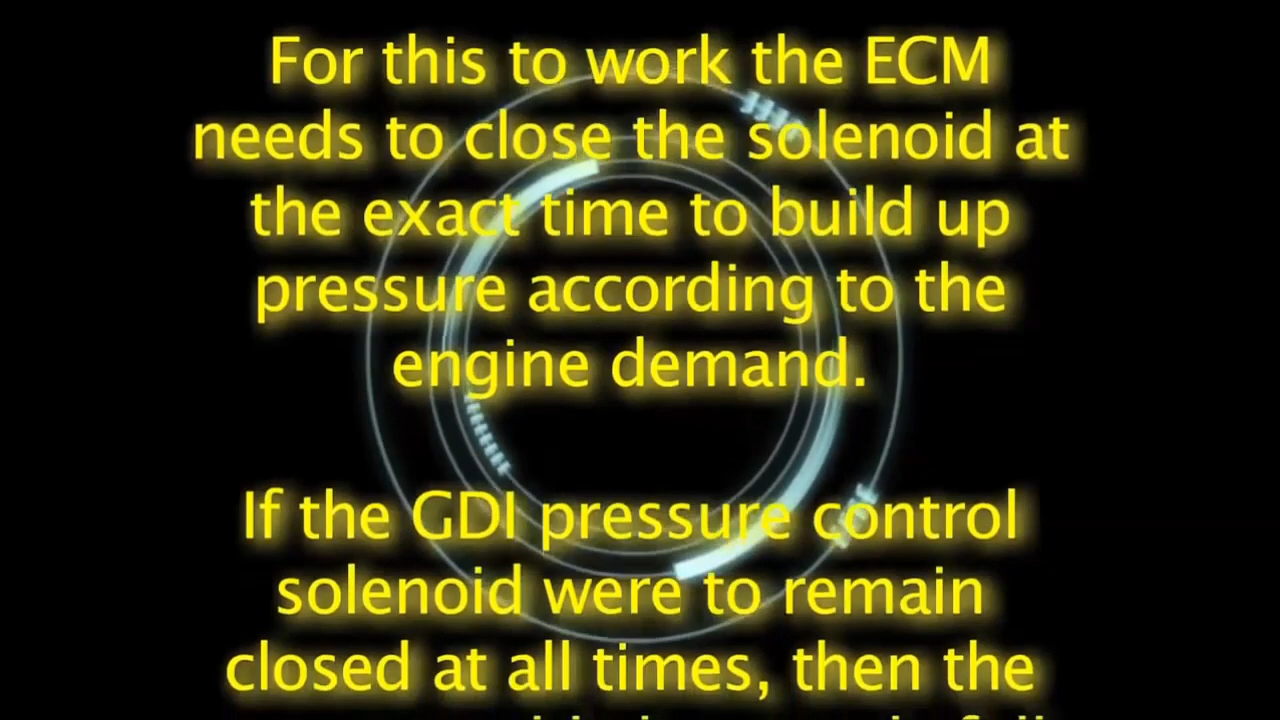 For this to work the ECM
needs to close the solenoid at
the exact time to build up
pressure according to the
engine demand.
If the GDI pressure control
solenoid were to remain
closed at all times, then the